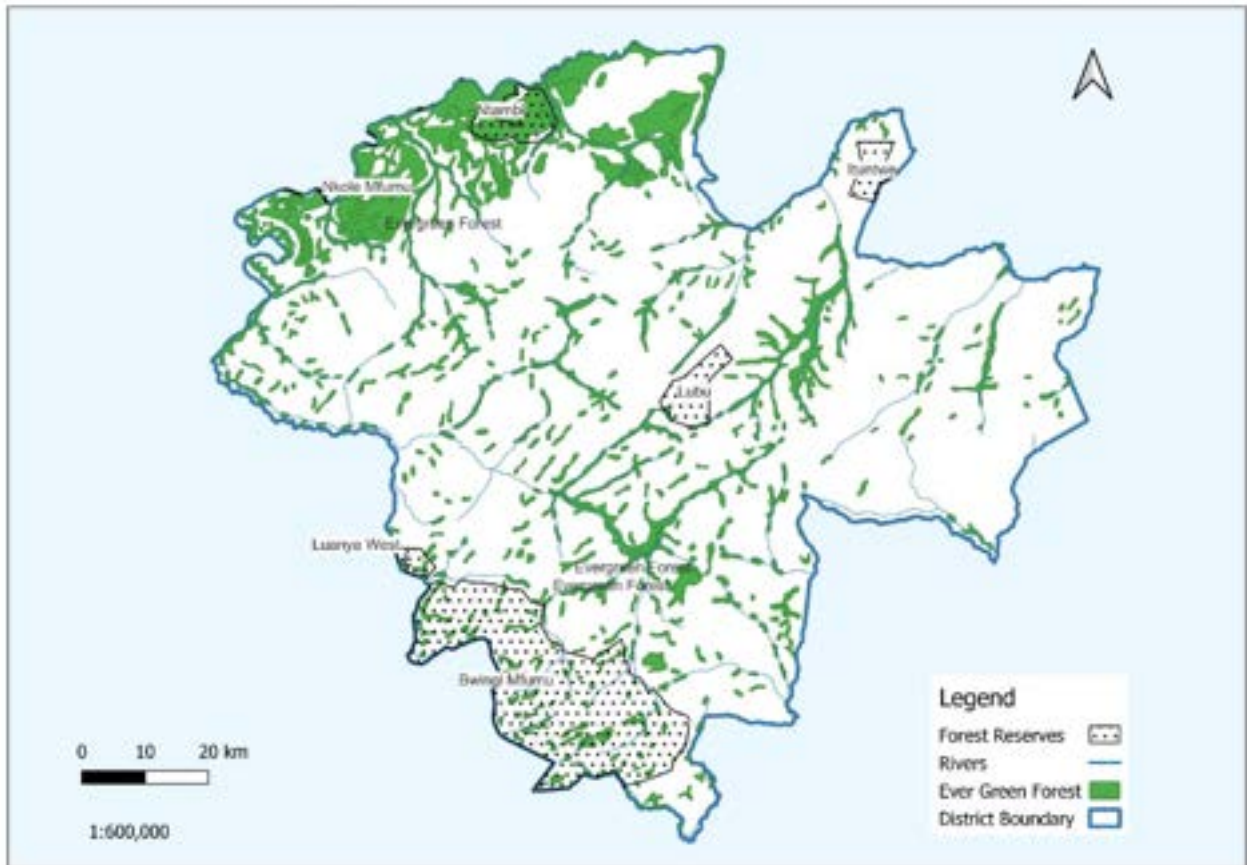 Ntambu
Nkole Mfumu
Evergreen Forest
Lubu
Luanya West
Evergreen Forest
Evergreen Forest
Bwingi Mfumu
0 10 20 km
1:600,000
Legend
Forest Reserves
Rivers
Ever Green Forest
District Boundary